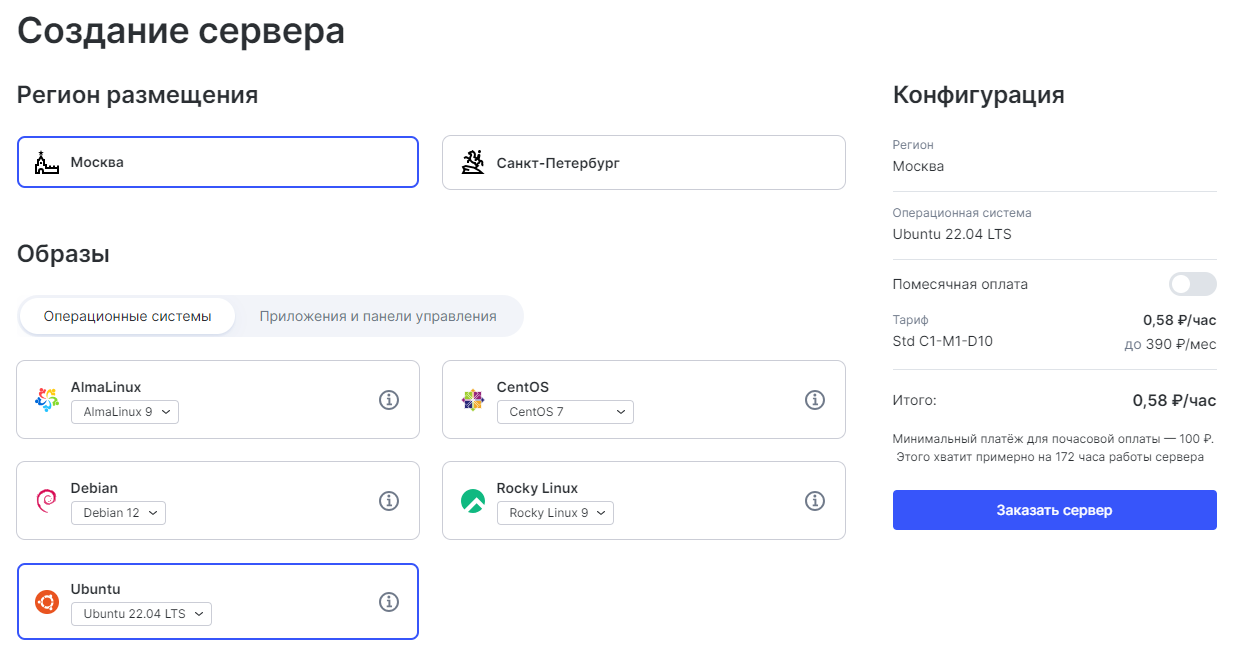 Создание сервера
Регион размещения
Москва
Санкт-Петербург
Образы
Операционные системы
Приложения и панели управления
AlmaLinux
AlmaLinux 9
CentOS
CentOS 7
Debian
Debian 12
Rocky Linux
Rocky Linux 9
Ubuntu
Ubuntu 22.04 LTS
Конфигурация
Регион
Москва
Операционная система
Ubuntu 22.04 LTS
Помесячная оплата
Тариф
0,58 ₽/час
Std C1-M1-D10
до 390 ₽/мес
Итого:
0,58 ₽/час
Минимальный платёж для почасовой оплаты — 100 ₽.
Этого хватит примерно на 172 часа работы сервера
Заказать сервер